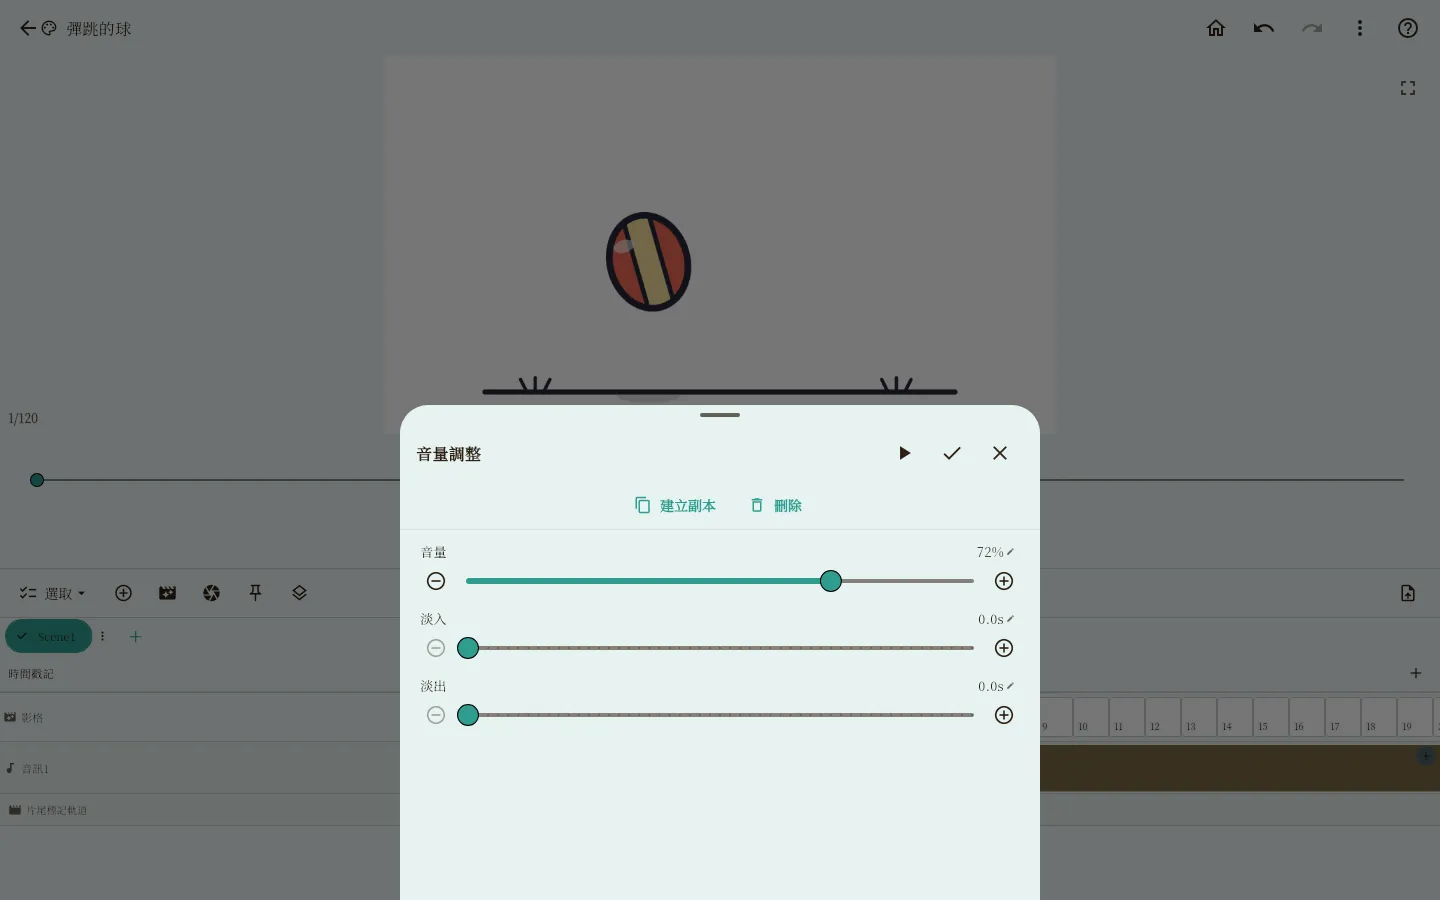 彈跳的球
1/120
音量調整
建立副本 刪除
音量 72%
淡入 0.0s
淡出 0.0s
選取
Scene1
時間戳記
影格
9 10 11 12 13 14 15 16 17 18 19
音訊1
片尾標記軌道